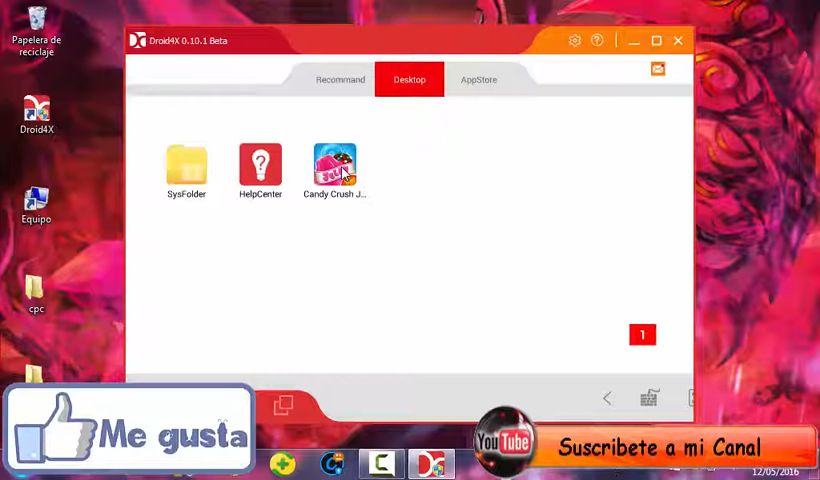 Papelera de
reciclaje
Droid4X 0.10.1 Beta
Recommand
Desktop
AppStore
Droid4X
SysFolder
HelpCenter
Candy Crush J...
Equipo
cpc
1
Me gusta
YouTube
Suscribete a mi Canal
12/05/2016